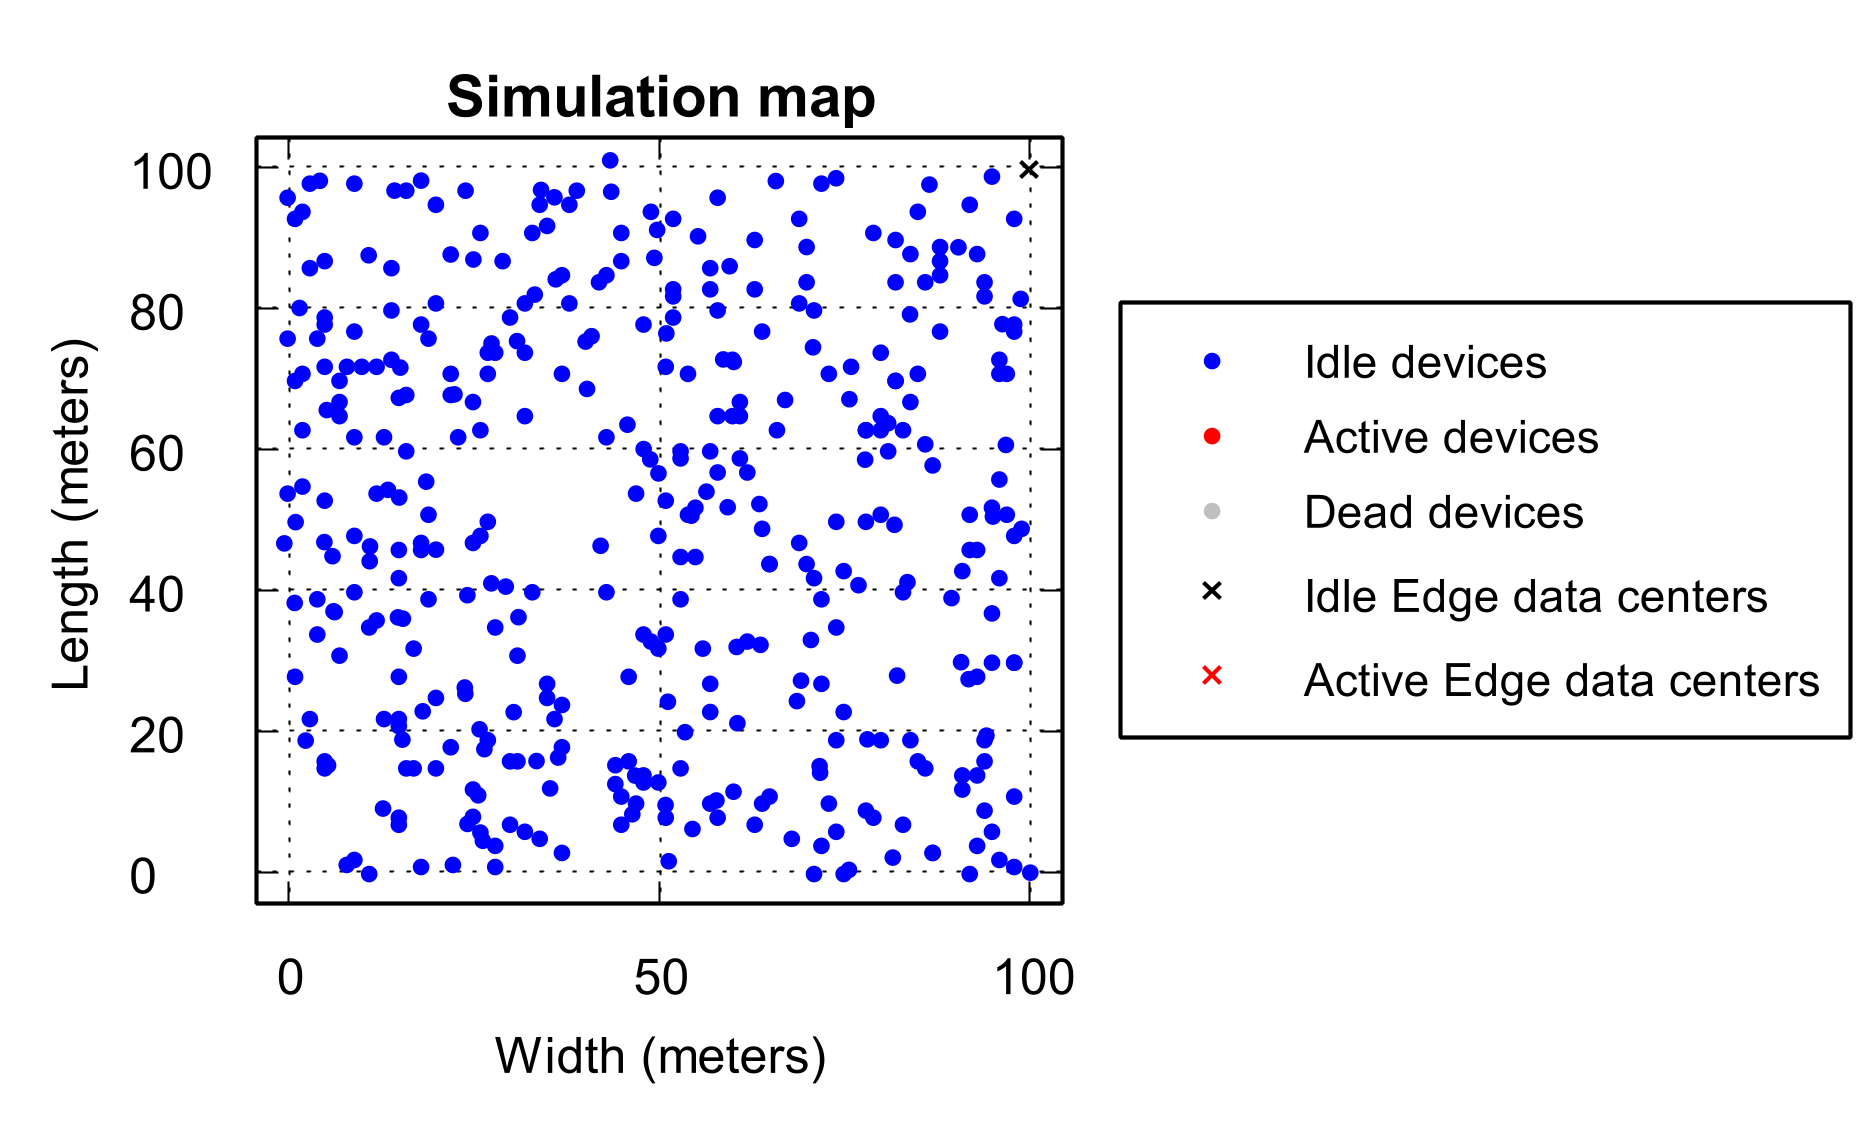 Simulation map
100
80
60
40
20
0
Length (meters)
0 50 100
Width (meters)
Idle devices
Active devices
Dead devices
Idle Edge data centers
Active Edge data centers